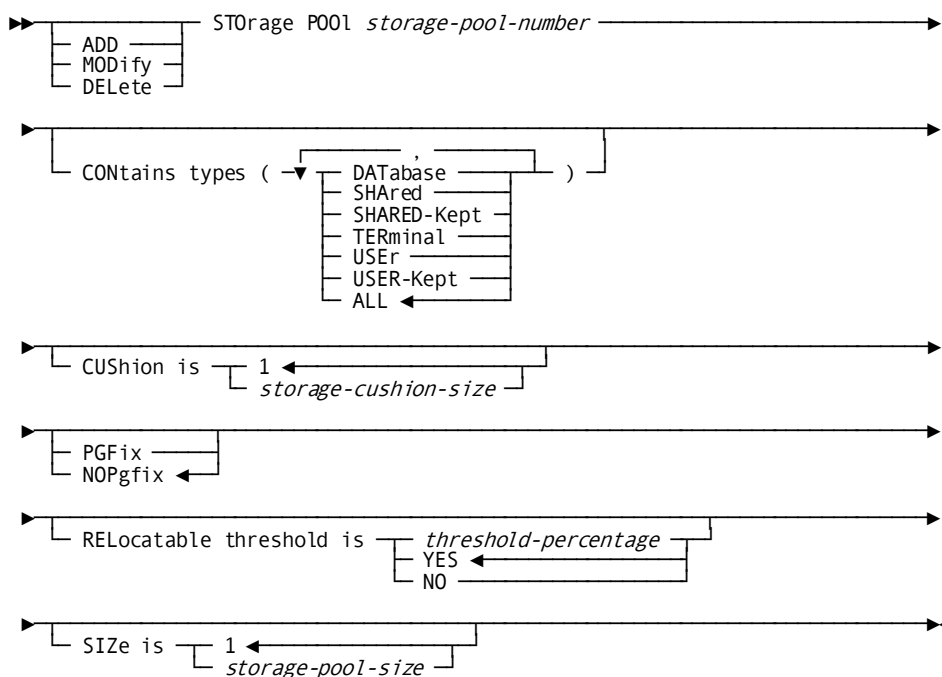 STOrage POOl storage-pool-number
ADD
MODify
DELete
CONtains types ( , )
DATabase
SHAred
SHARED-Kept
TERminal
USEr
USER-Kept
ALL
CUShion is 1
storage-cushion-size
PGFix
NOPgfix
RELocatable threshold is threshold-percentage
YES
NO
SIZe is 1
storage-pool-size